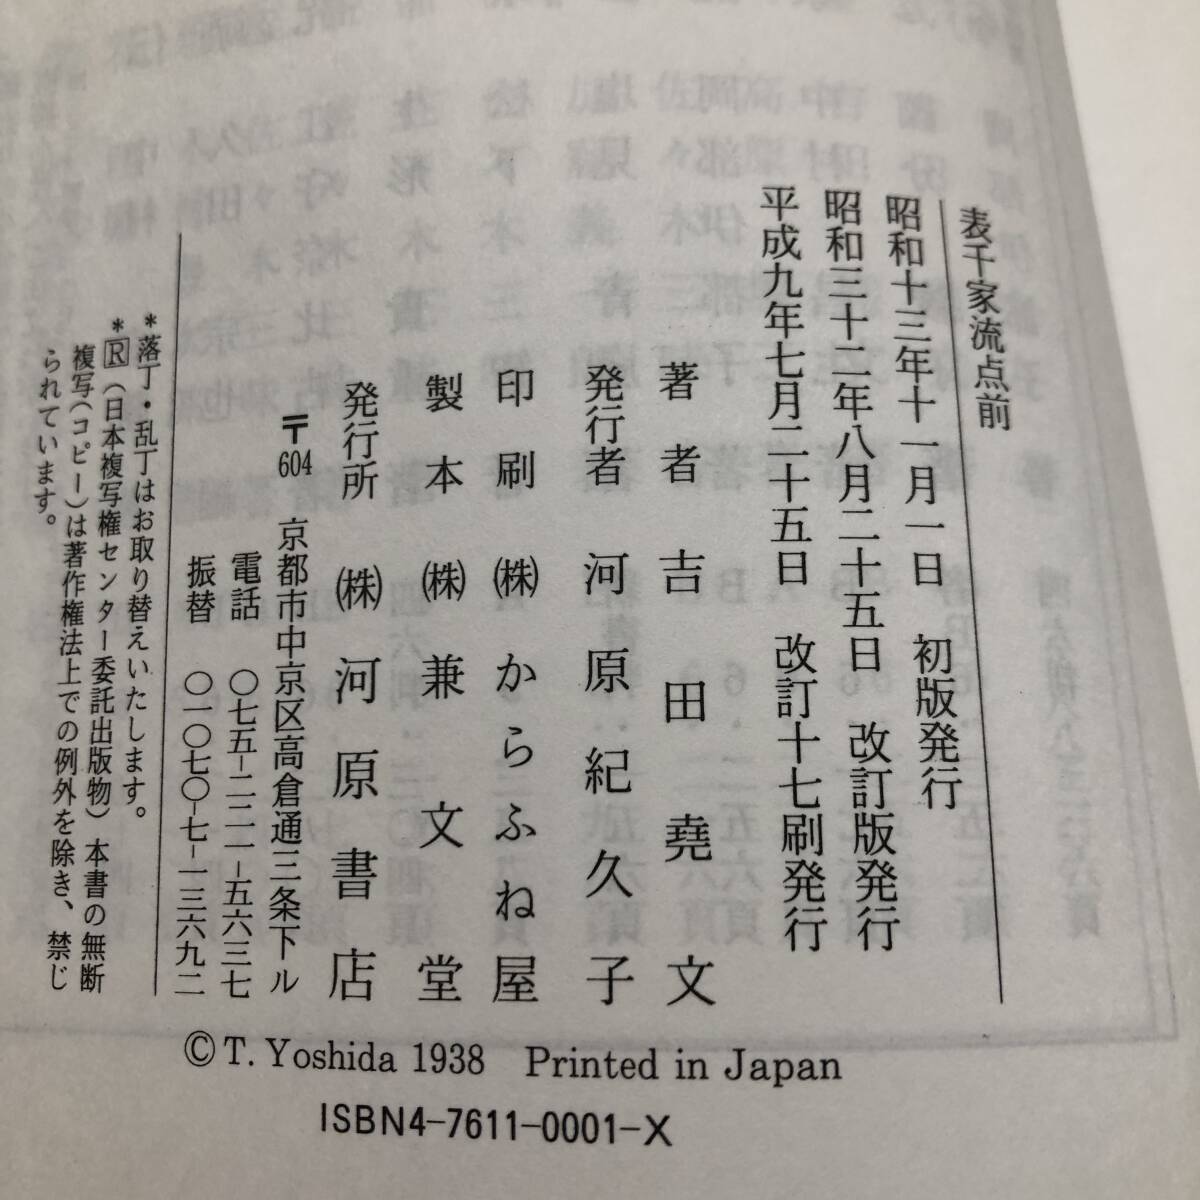 表千家流点前
昭和十三年十一月一日　初版発行
昭和三十二年八月二十五日　改訂版発行
平成九年七月二十五日　改訂十七刷発行
著者　吉田堯文
発行者　河原紀久子
印刷　㈱からふね屋
製本　㈱兼文堂
発行所　㈱河原書店
〒604　京都市中京区高倉通三条下ル
電話　〇七五-二一一-五六三七
振替　〇一〇七〇-七-一三六九二
*落丁・乱丁はお取り替えいたします。
*🅁（日本複写権センター委託出版物）本書の無断
複写(コピー)は著作権法上での例外を除き、禁じ
られています。
©T. Yoshida 1938　Printed in Japan
ISBN4-7611-0001-X